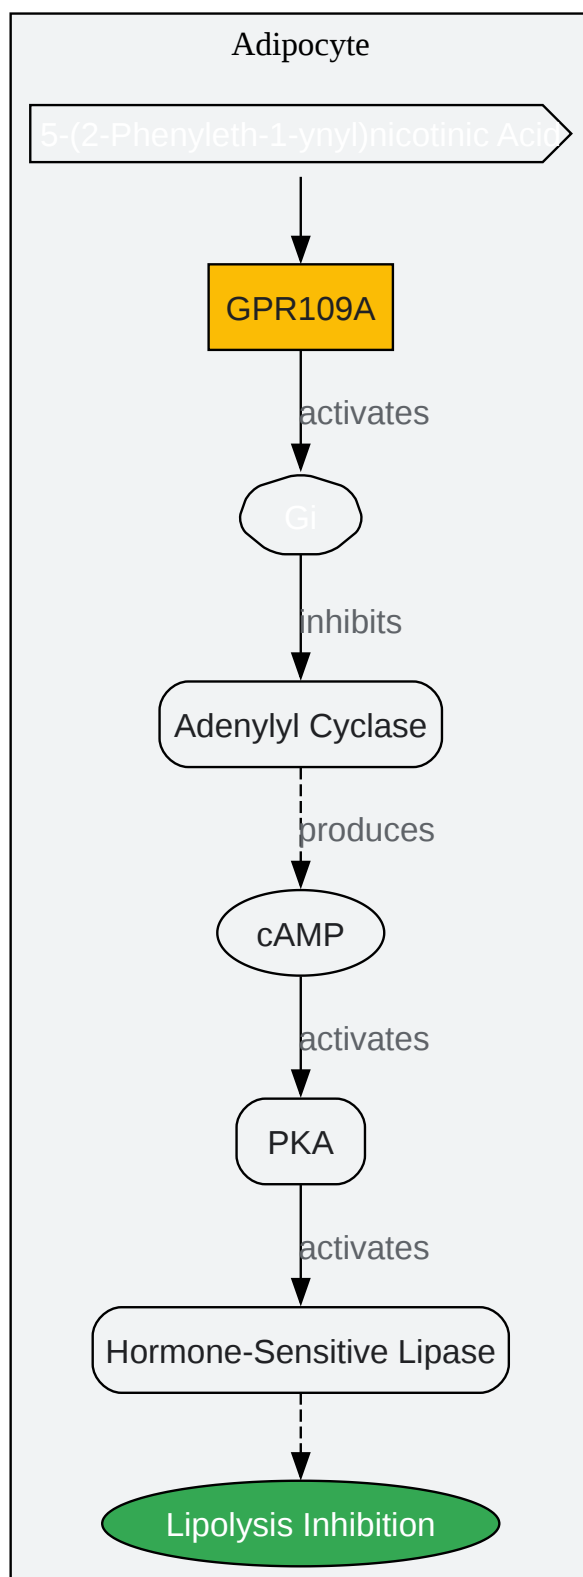 Adipocyte
5-(2-Phenyleth-1-ynyl)nicotinic Acid
GPR109A
activates
Gi
inhibits
Adenylyl Cyclase
produces
cAMP
activates
PKA
activates
Hormone-Sensitive Lipase
Lipolysis Inhibition